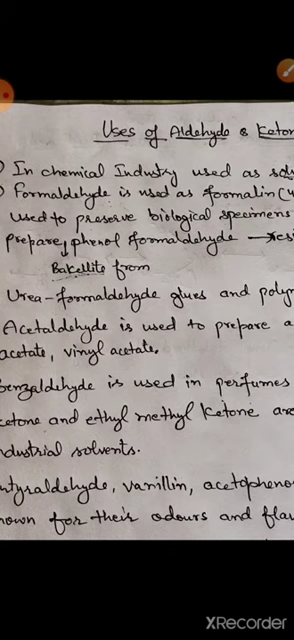 Uses of Aldehyde & Keton
) In chemical Industry used as sol
) Formaldehyde is used as formalin (4
used to preserve biological specimens
prepare phenol formaldehyde → resi
Bakellite from
Urea-formaldehyde glues and polym
Acetaldehyde is used to prepare a
acetate, vinyl acetate.
benzaldehyde is used in perfumes
cetone and ethyl methyl ketone are
ndustrial solvents.
utyraldehyde, vanillin, acetopheno
nown for their odours and flav
XRecorder